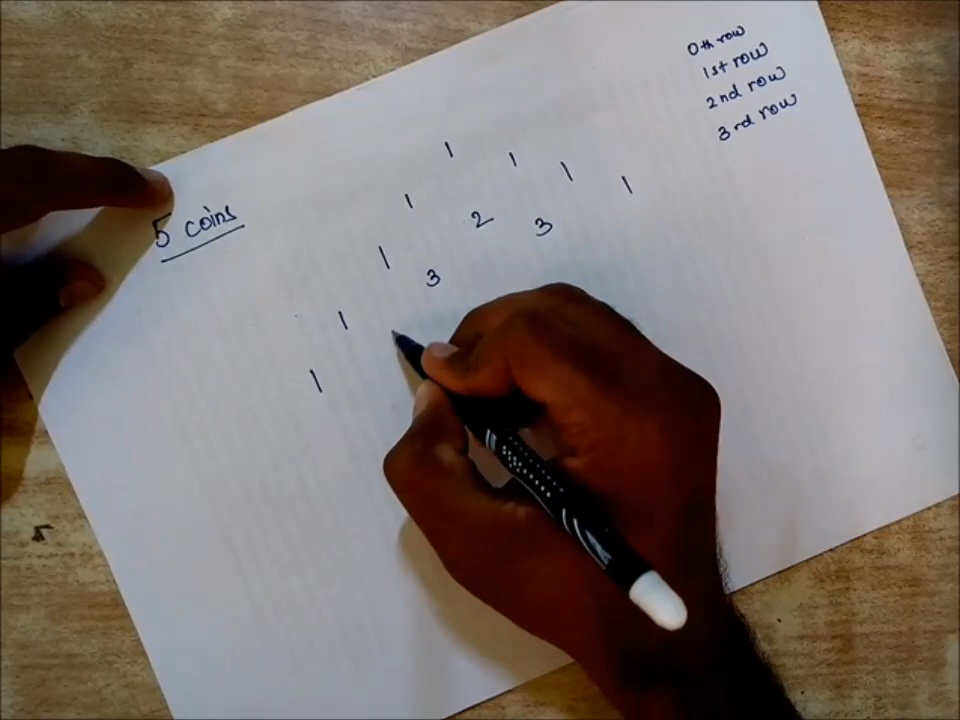 0th row
1st row
2nd row
3rd row
5 coins
1
1 1
1 2 1
1 3 3 1
1